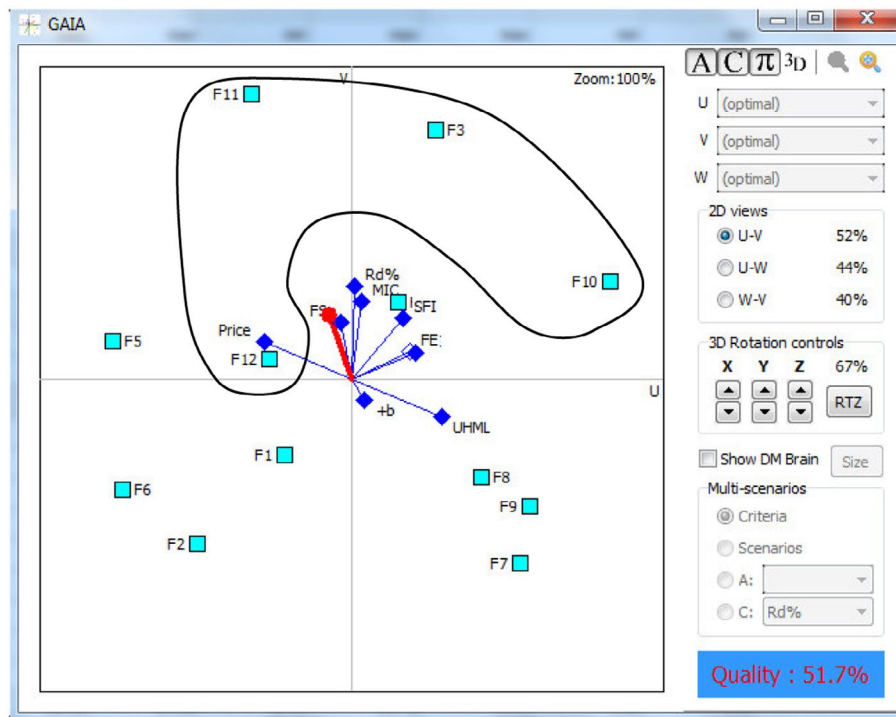 GAIA
A C π 3D
Zoom:100%
V
F11
F3
U (optimal)
V (optimal)
W (optimal)
2D views
U-V 52%
U-W 44%
W-V 40%
F10
Rd%
MIC
SFI
Price
FE
F5
F12
U
+b
UHML
3D Rotation controls
X Y Z 67%
RTZ
F1
F8
F6
F9
F2
F7
Show DM Brain Size
Multi-scenarios
Criteria
Scenarios
A:
C: Rd%
Quality : 51.7%